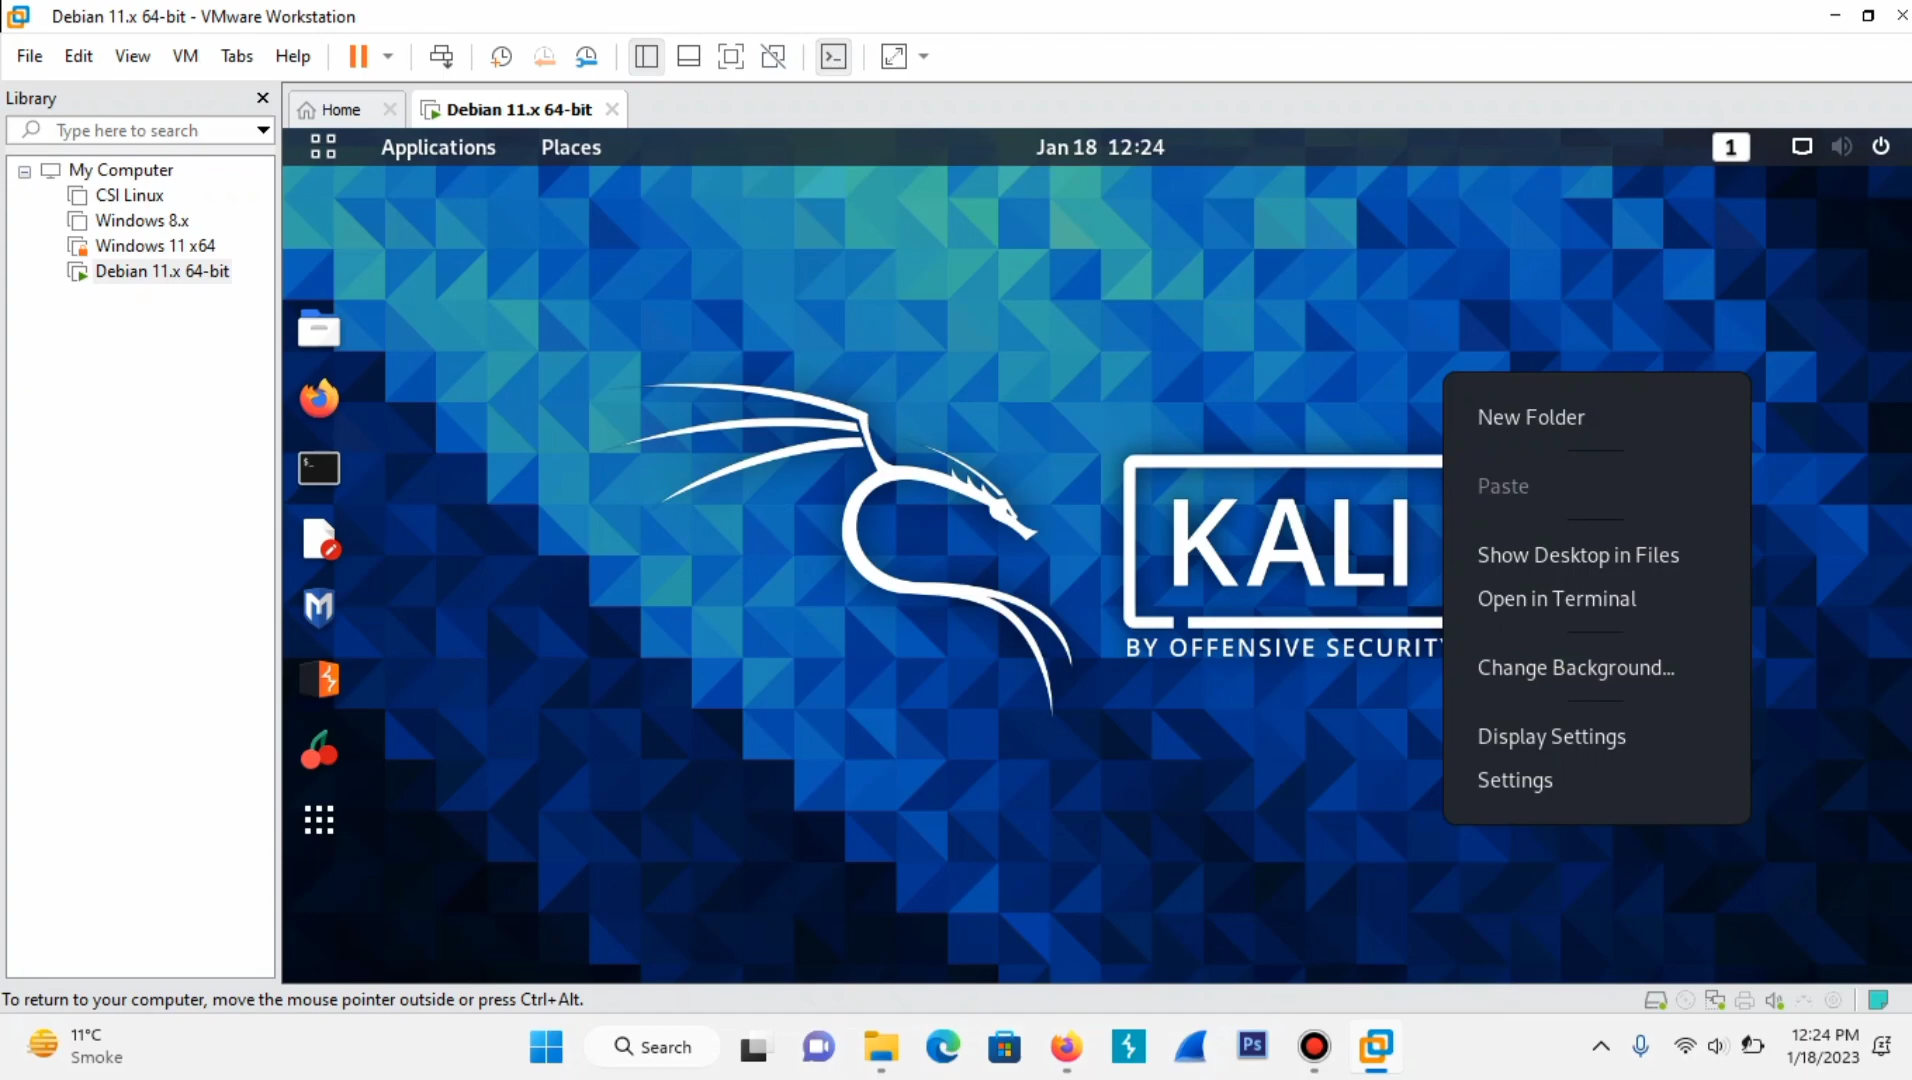 Debian 11.x 64-bit - VMware Workstation
File Edit View VM Tabs Help
Library
Home
Debian 11.x 64-bit
Type here to search
My Computer
CSI Linux
Windows 8.x
Windows 11 x64
Debian 11.x 64-bit
Applications Places Jan 18 12:24 1
KALI
BY OFFENSIVE SECURITY
New Folder
Paste
Show Desktop in Files
Open in Terminal
Change Background...
Display Settings
Settings
To return to your computer, move the mouse pointer outside or press Ctrl+Alt.
11°C
Smoke
Search
Ps
12:24 PM
1/18/2023